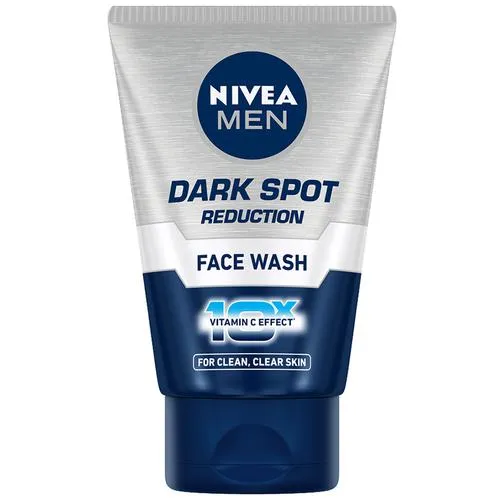 NIVEA
MEN
DARK SPOT
REDUCTION
FACE WASH
10X
VITAMIN C EFFECT*
FOR CLEAN, CLEAR SKIN